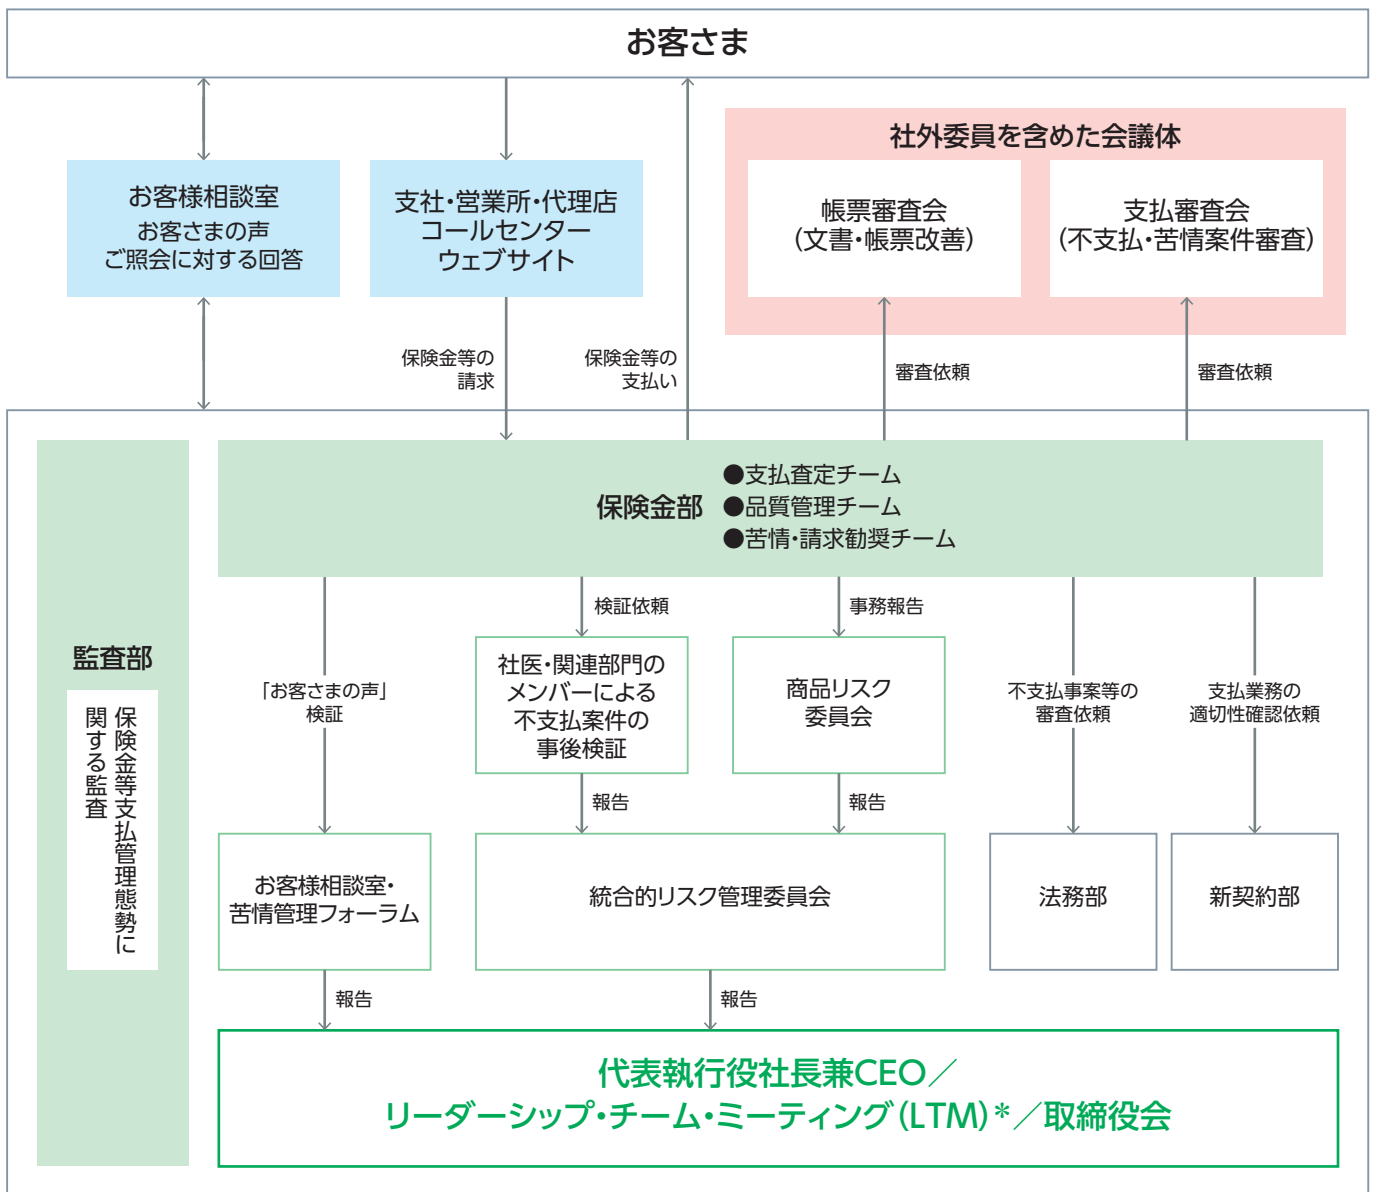 お客さま
お客様相談室
お客さまの声
ご照会に対する回答
支社・営業所・代理店
コールセンター
ウェブサイト
社外委員を含めた会議体
帳票審査会
（文書・帳票改善）
支払審査会
（不支払・苦情案件審査）
保険金等の
請求
保険金等の
支払い
審査依頼
審査依頼
監査部
保険金等支払管理態勢に
関する監査
保険金部
●支払査定チーム
●品質管理チーム
●苦情・請求勧奨チーム
「お客さまの声」
検証
検証依頼
社医・関連部門の
メンバーによる
不支払案件の
事後検証
事務報告
商品リスク
委員会
不支払事案等の
審査依頼
支払業務の
適切性確認依頼
報告
報告
お客様相談室・
苦情管理フォーラム
統合的リスク管理委員会
法務部
新契約部
報告
報告
代表執行役社長兼CEO／
リーダーシップ・チーム・ミーティング（LTM）＊／取締役会